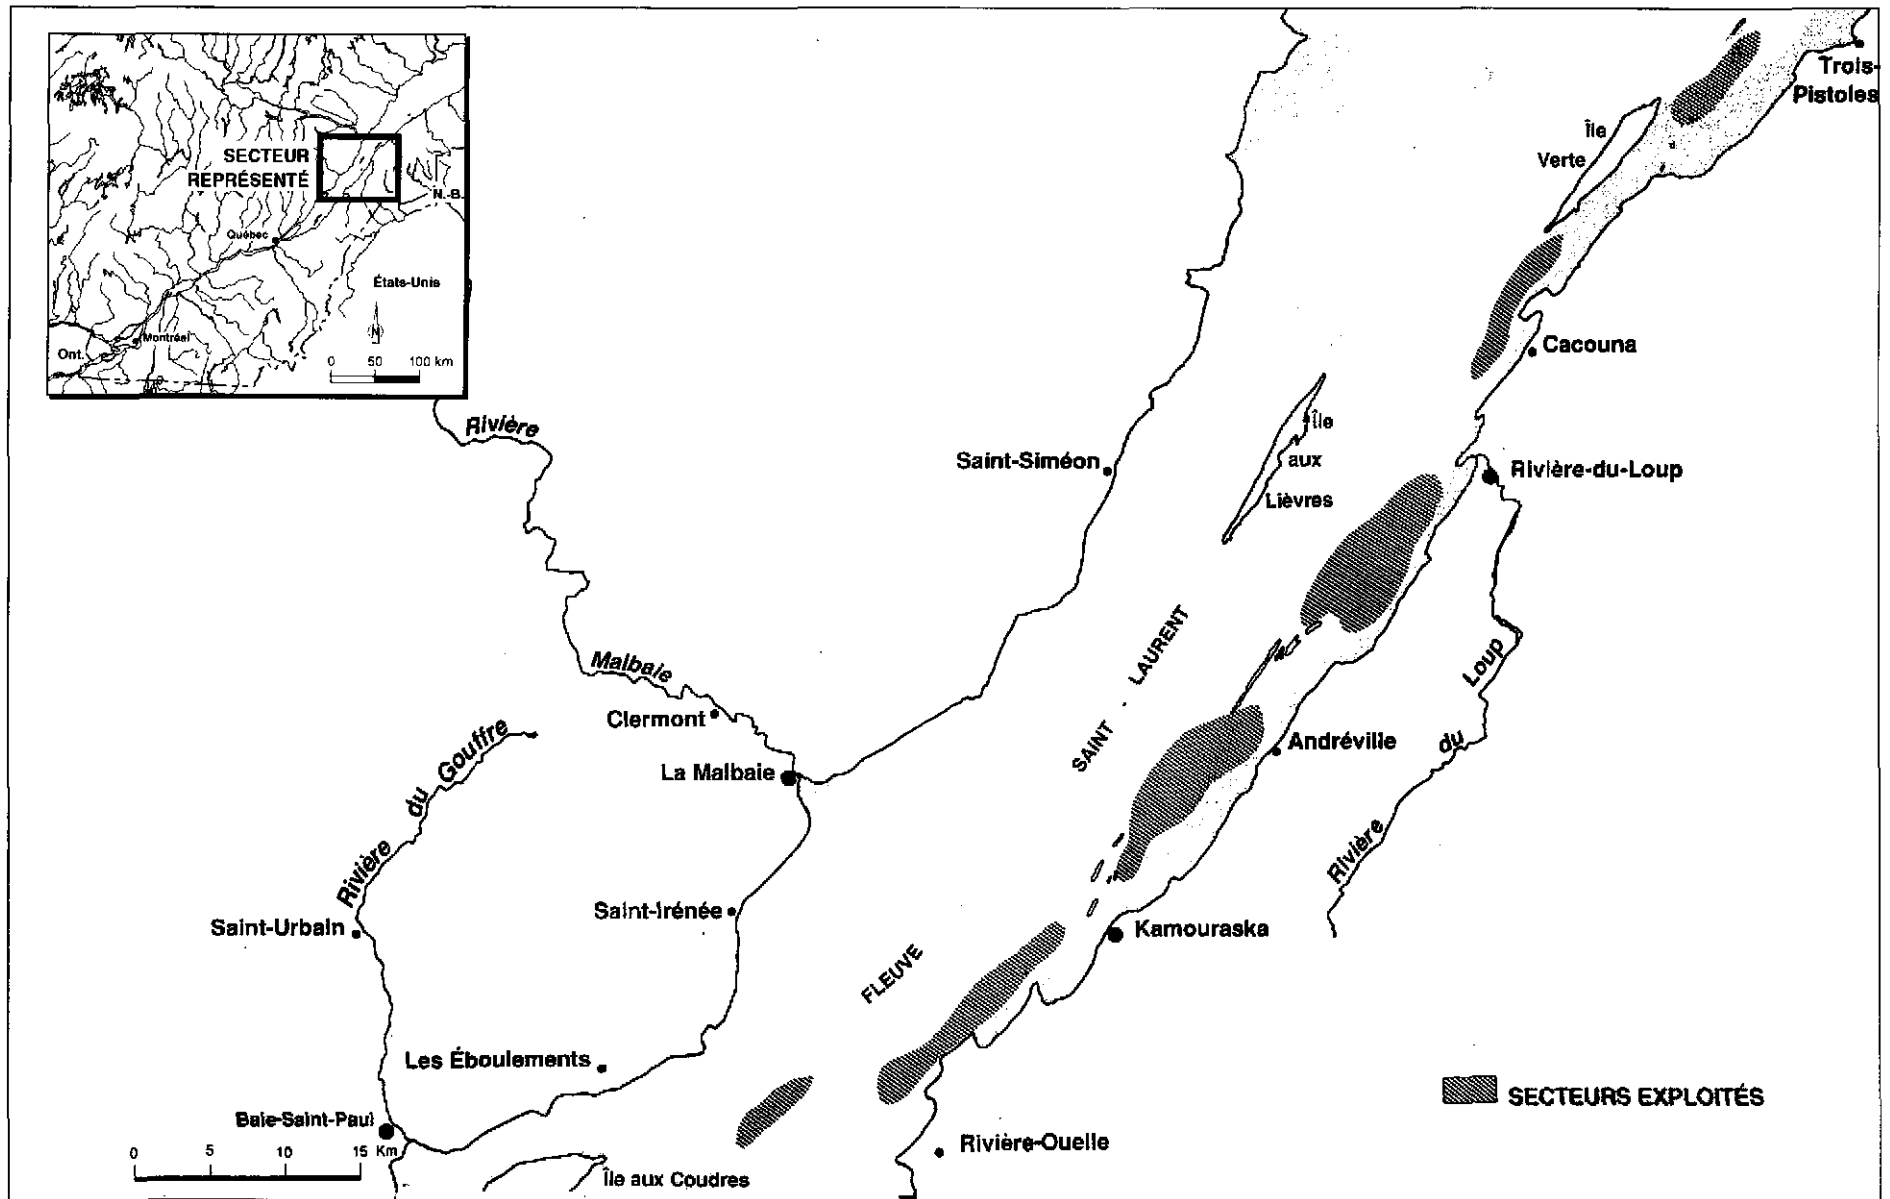 SECTEUR
REPRÉSENTÉ
N.-B.
Québec
États-Unis
N
Montréal
Ont.
0 50 100 km
Trois-
Pistoles
Île
Verte
Cacouna
Rivière
Saint-Siméon
Île
aux
Lièvres
Rivière-du-Loup
Malbaie
Clermont
La Malbaie
SAINT - LAURENT
Andréville
Loup
du
Rivière
Gouffre
du
Rivière
Saint-Urbain
Saint-Irénée
FLEUVE
Kamouraska
Les Éboulements
SECTEURS EXPLOITÉS
Baie-Saint-Paul
0 5 10 15 Km
Rivière-Ouelle
Île aux Coudres